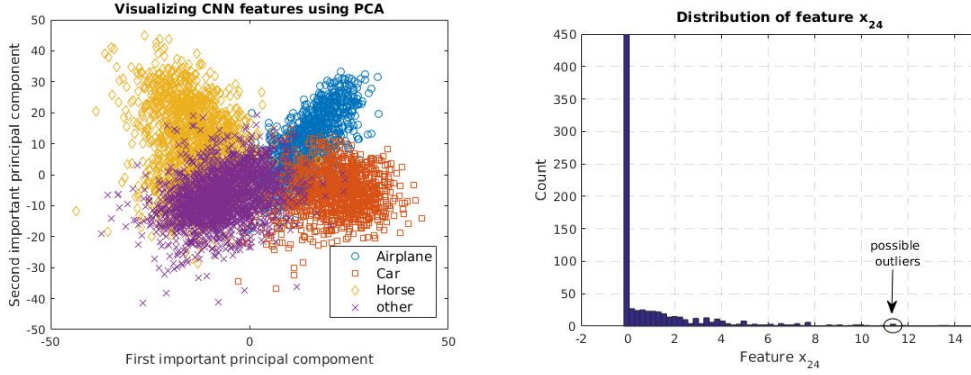 Visualizing CNN features using PCA
50
40
30
20
10
0
-10
-20
-30
-40
-50
Second important principal component
Airplane
Car
Horse
other
-50
0
50
First important principal component
Distribution of feature x24
450
400
350
300
250
200
150
100
50
0
Count
possible
outliers
-2
0
2
4
6
8
10
12
14
Feature x24